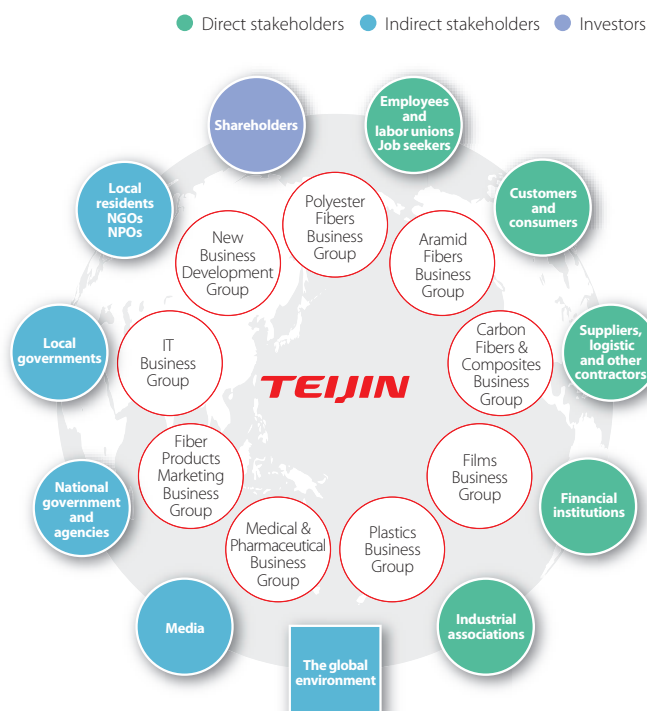 Direct stakeholders
Indirect stakeholders
Investors
Shareholders
Employees
and
labor unions
Job seekers
Customers
and
consumers
Suppliers,
logistic
and other
contractors
Financial
institutions
Industrial
associations
The global
environment
Media
National
government
and
agencies
Local
governments
Local
residents
NGOs
NPOs
Polyester
Fibers
Business
Group
Aramid
Fibers
Business
Group
Carbon
Fibers &
Composites
Business
Group
Films
Business
Group
Plastics
Business
Group
Medical &
Pharmaceutical
Business
Group
Fiber
Products
Marketing
Business
Group
IT
Business
Group
New
Business
Development
Group
TEIJIN